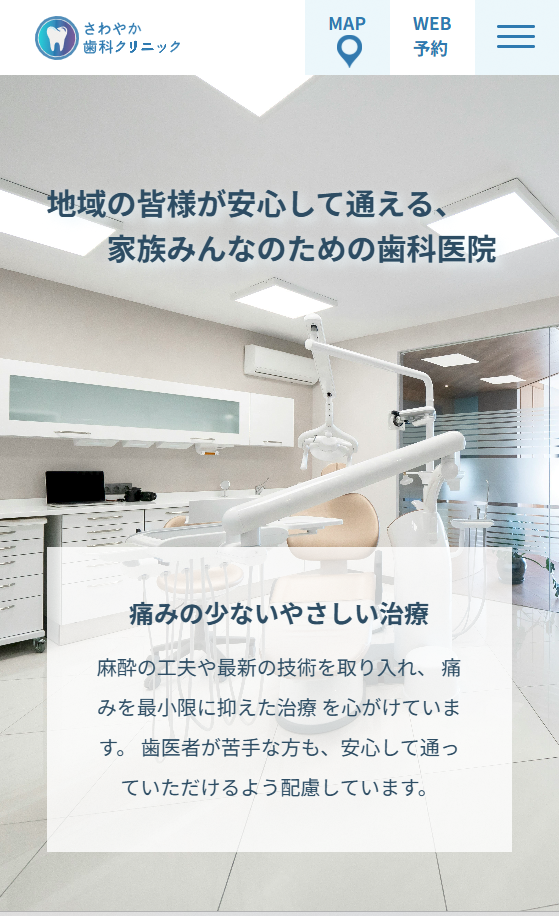 さわやか
歯科クリニック
MAP
WEB
予約
地域の皆様が安心して通える、
家族みんなのための歯科医院
痛みの少ないやさしい治療
麻酔の工夫や最新の技術を取り入れ、 痛
みを最小限に抑えた治療 を心がけていま
す。 歯医者が苦手な方も、安心して通っ
ていただけるよう配慮しています。